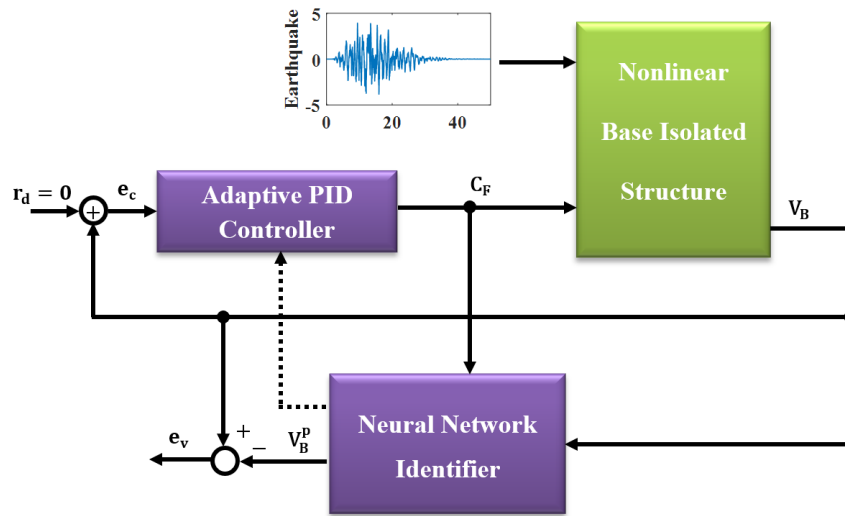 5
0
-5
Earthquake
0
20
40
Nonlinear
Base Isolated
Structure
r_d = 0
+
e_c
Adaptive PID
Controller
C_F
V_B
Neural Network
Identifier
V_B^p
+
−
e_v